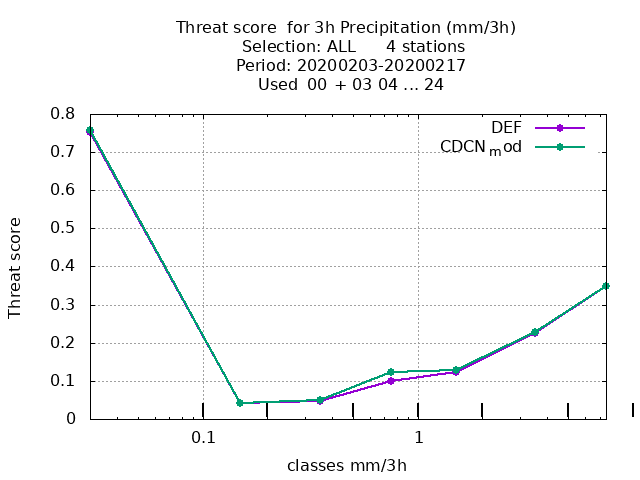 Threat score  for 3h Precipitation (mm/3h)
Selection: ALL      4 stations
Period: 20200203-20200217
Used  00  + 03 04 ... 24
DEF
CDCNmod
0.8
0.7
0.6
0.5
0.4
0.3
0.2
0.1
0
Threat score
0.1
1
classes mm/3h